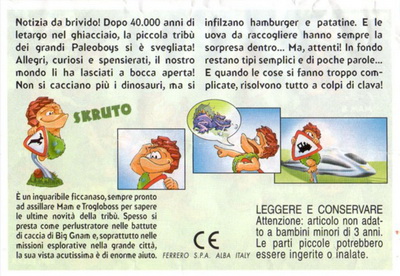 Notizia da brivido! Dopo 40.000 anni di
letargo nel ghiacciaio, la piccola tribù
dei grandi Paleoboys si è svegliata!
Allegri, curiosi e spensierati, il nostro
mondo li ha lasciati a bocca aperta!
Non si cacciano più i dinosauri, ma si
infilzano hamburger e patatine. E le
uova da raccogliere hanno sempre la
sorpresa dentro... Ma, attenti! In fondo
restano tipi semplici e di poche parole...
E quando le cose si fanno troppo com-
plicate, risolvono tutto a colpi di clava!
SKRUTO
È un inguaribile ficcanaso, sempre pronto
ad assillare Mam e Trogloboss per sapere
le ultime novità della tribù. Spesso si
presta come perlustratore nelle battute
di caccia di Big Gnam e, soprattutto nelle
missioni esplorative nella grande città,
la sua vista acutissima è di enorme aiuto.
CE
FERRERO S.P.A. ALBA ITALY
LEGGERE E CONSERVARE
Attenzione: articolo non adat-
to a bambini minori di 3 anni.
Le parti piccole potrebbero
essere ingerite o inalate.